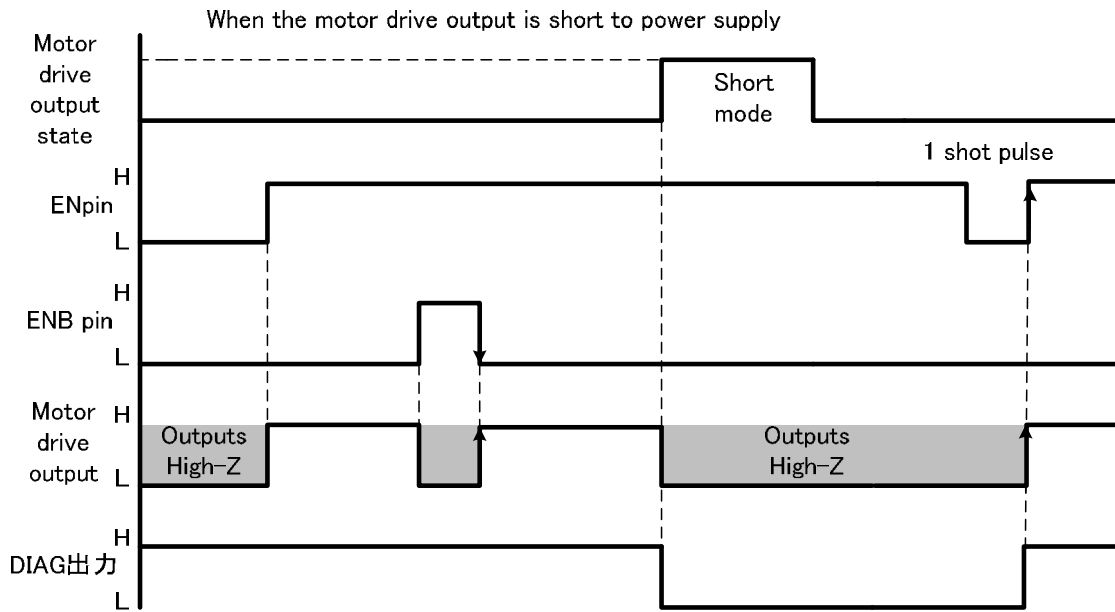 When the motor drive output is short to power supply
Motor
drive
output
state
Short
mode
1 shot pulse
H
ENpin
L
H
ENB pin
L
Motor
drive
output
H
L
Outputs
High-Z
Outputs
High-Z
H
DIAG出力
L